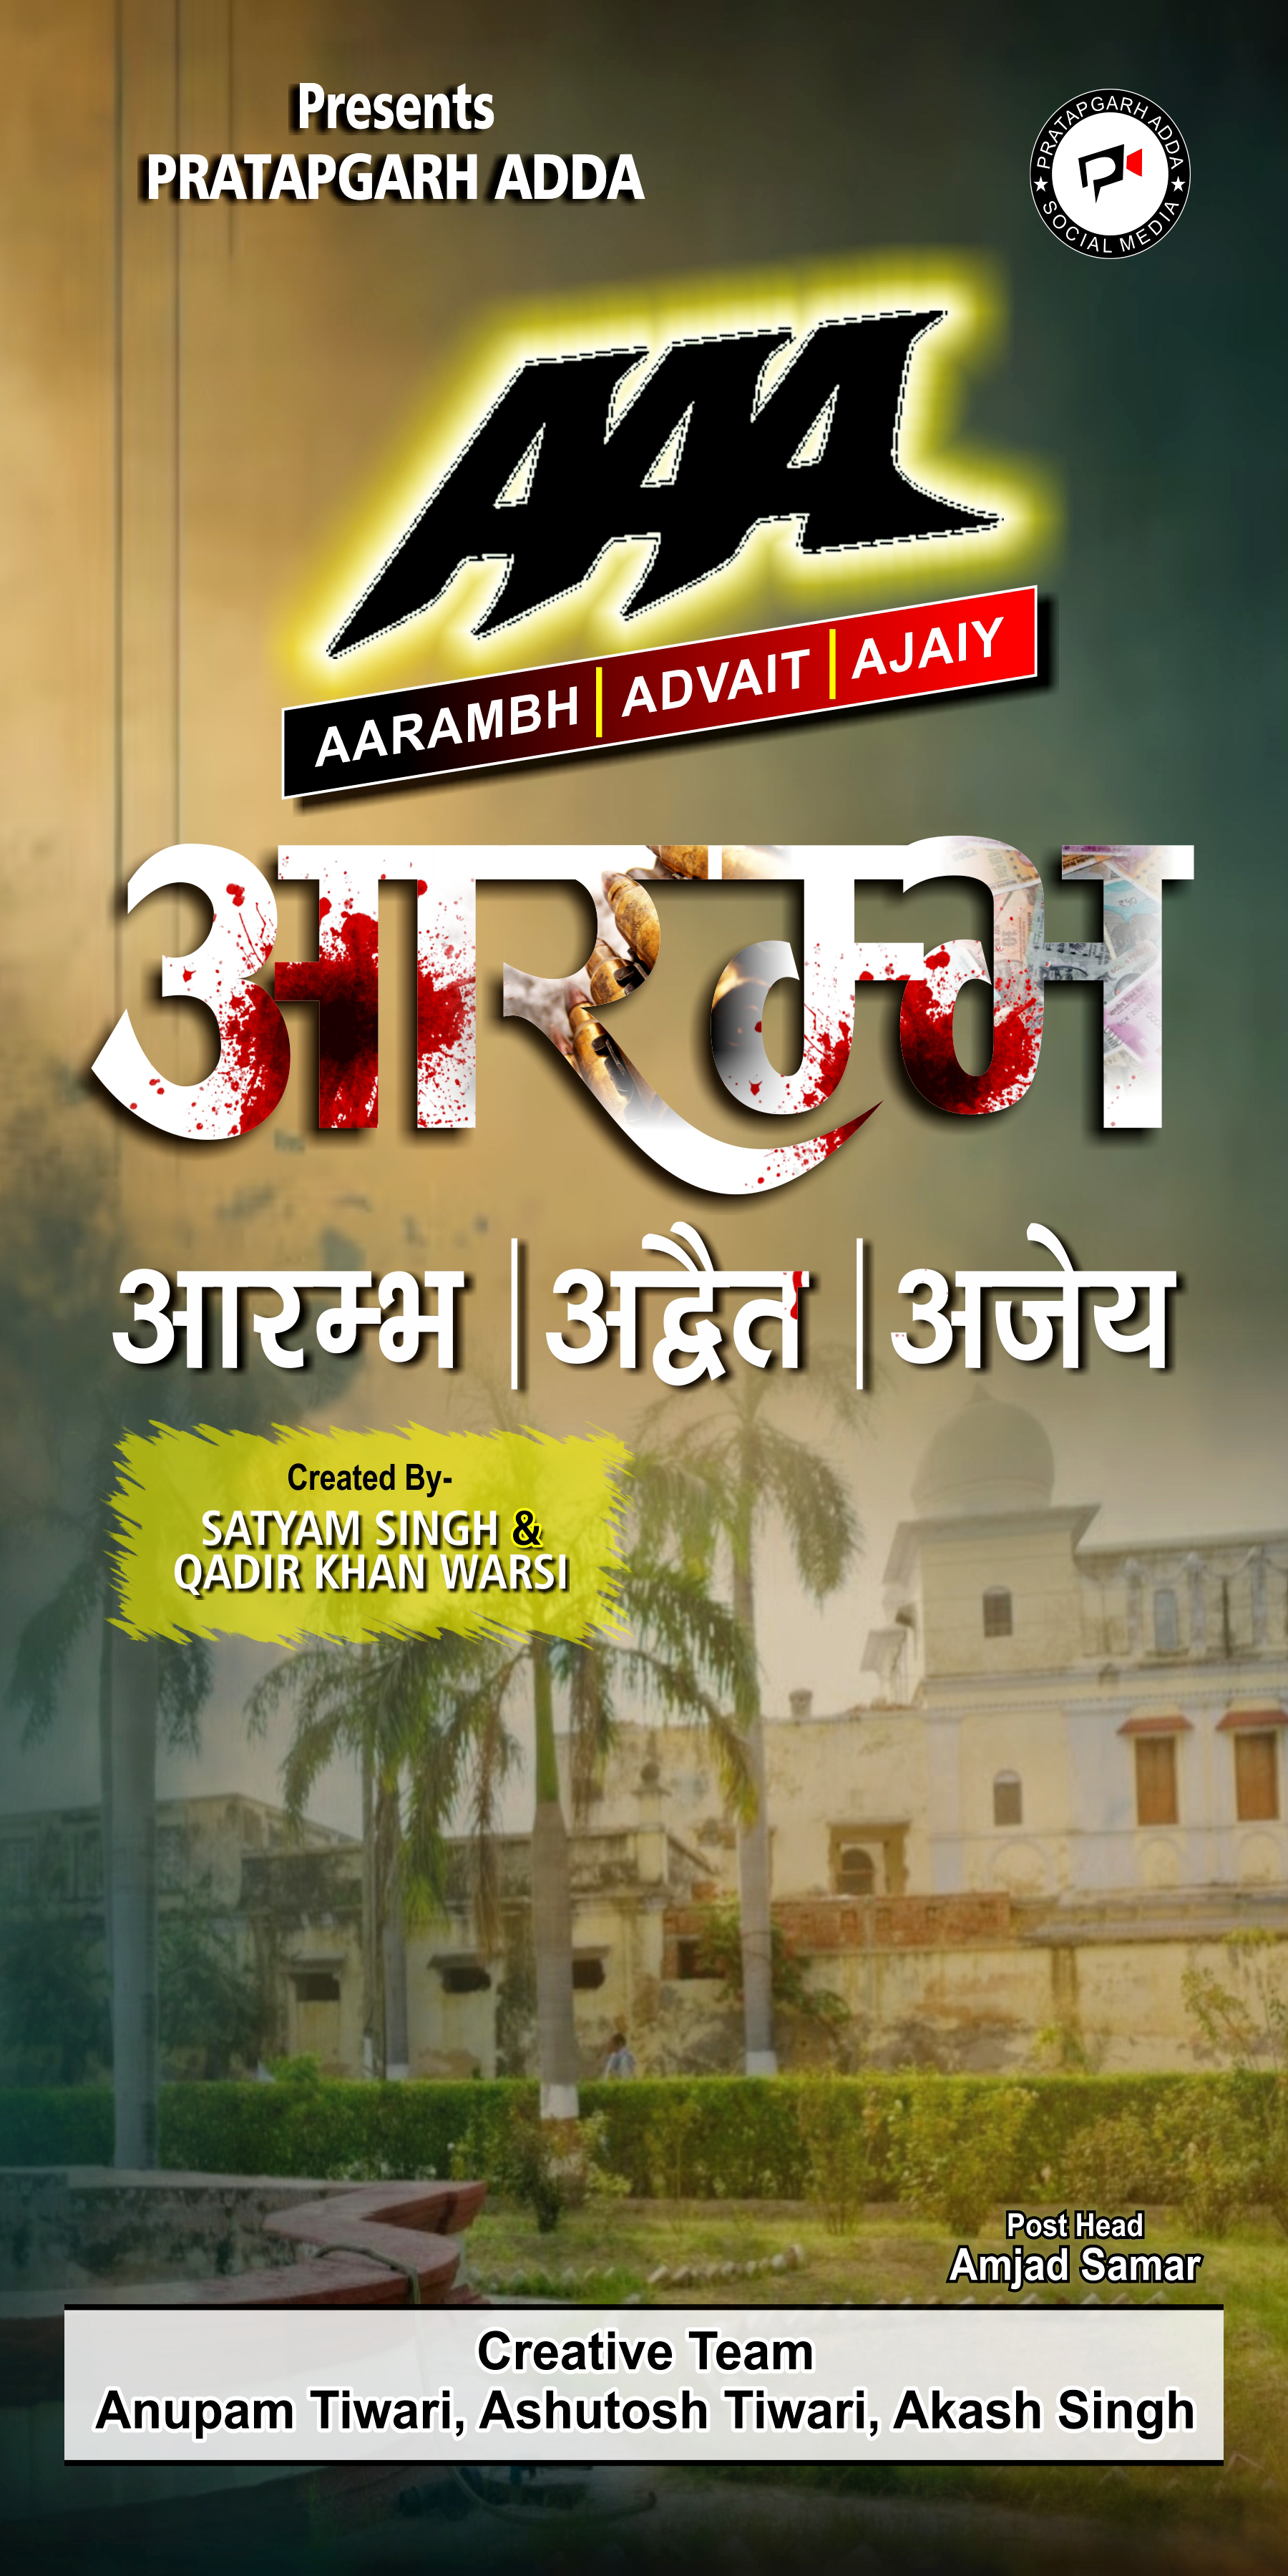 Presents
PRATAPGARH ADDA
PRATAPGARH ADDA
SOCIAL MEDIA
AAA
AARAMBH | ADVAIT | AJAIY
आरम्भ
आरम्भ | अद्वैत | अजेय
Created By-
SATYAM SINGH &
QADIR KHAN WARSI
Post Head
Amjad Samar
Creative Team
Anupam Tiwari, Ashutosh Tiwari, Akash Singh